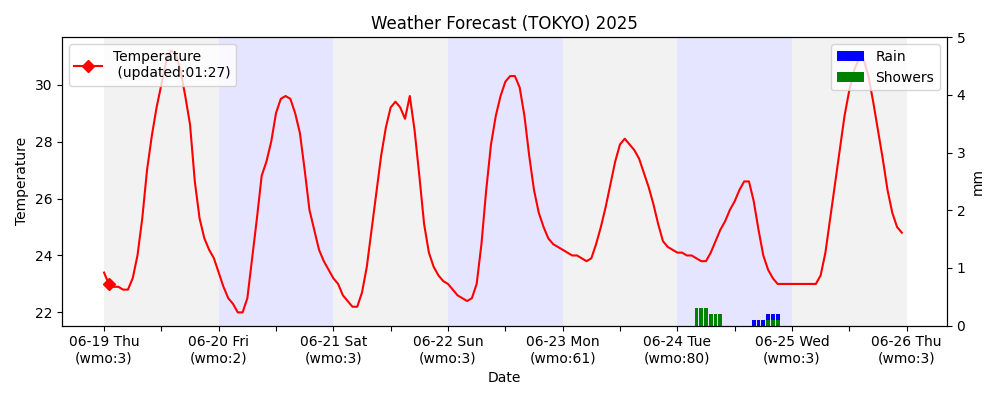 Weather Forecast (TOKYO) 2025
Temperature
(updated:01:27)
Rain
Showers
30
28
26
24
22
Temperature
5
4
3
2
1
0
mm
06-19 Thu
(wmo:3)
06-20 Fri
(wmo:2)
06-21 Sat
(wmo:3)
06-22 Sun
(wmo:3)
06-23 Mon
(wmo:61)
06-24 Tue
(wmo:80)
06-25 Wed
(wmo:3)
06-26 Thu
(wmo:3)
Date